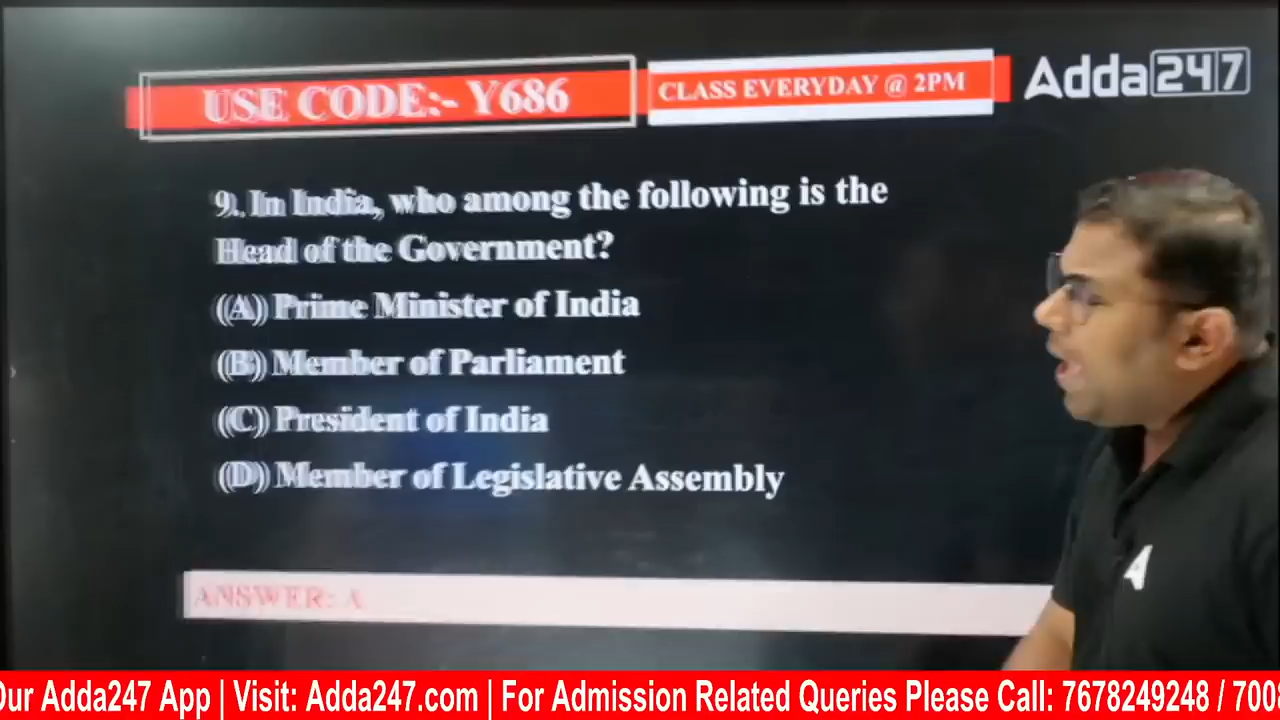 USE CODE:- Y686
CLASS EVERYDAY @ 2PM
Adda247
9. In India, who among the following is the
Head of the Government?
(A) Prime Minister of India
(B) Member of Parliament
(C) President of India
(D) Member of Legislative Assembly
ANSWER: A
A
Our Adda247 App | Visit: Adda247.com | For Admission Related Queries Please Call: 7678249248 / 700